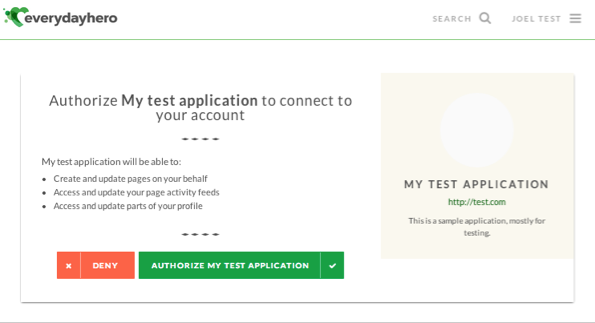 everydayhero
SEARCH
JOEL TEST
Authorize My test application to connect to
your account
My test application will be able to:
Create and update pages on your behalf
Access and update your page activity feeds
Access and update parts of your profile
DENY
AUTHORIZE MY TEST APPLICATION
MY TEST APPLICATION
http://test.com
This is a sample application, mostly for
testing.